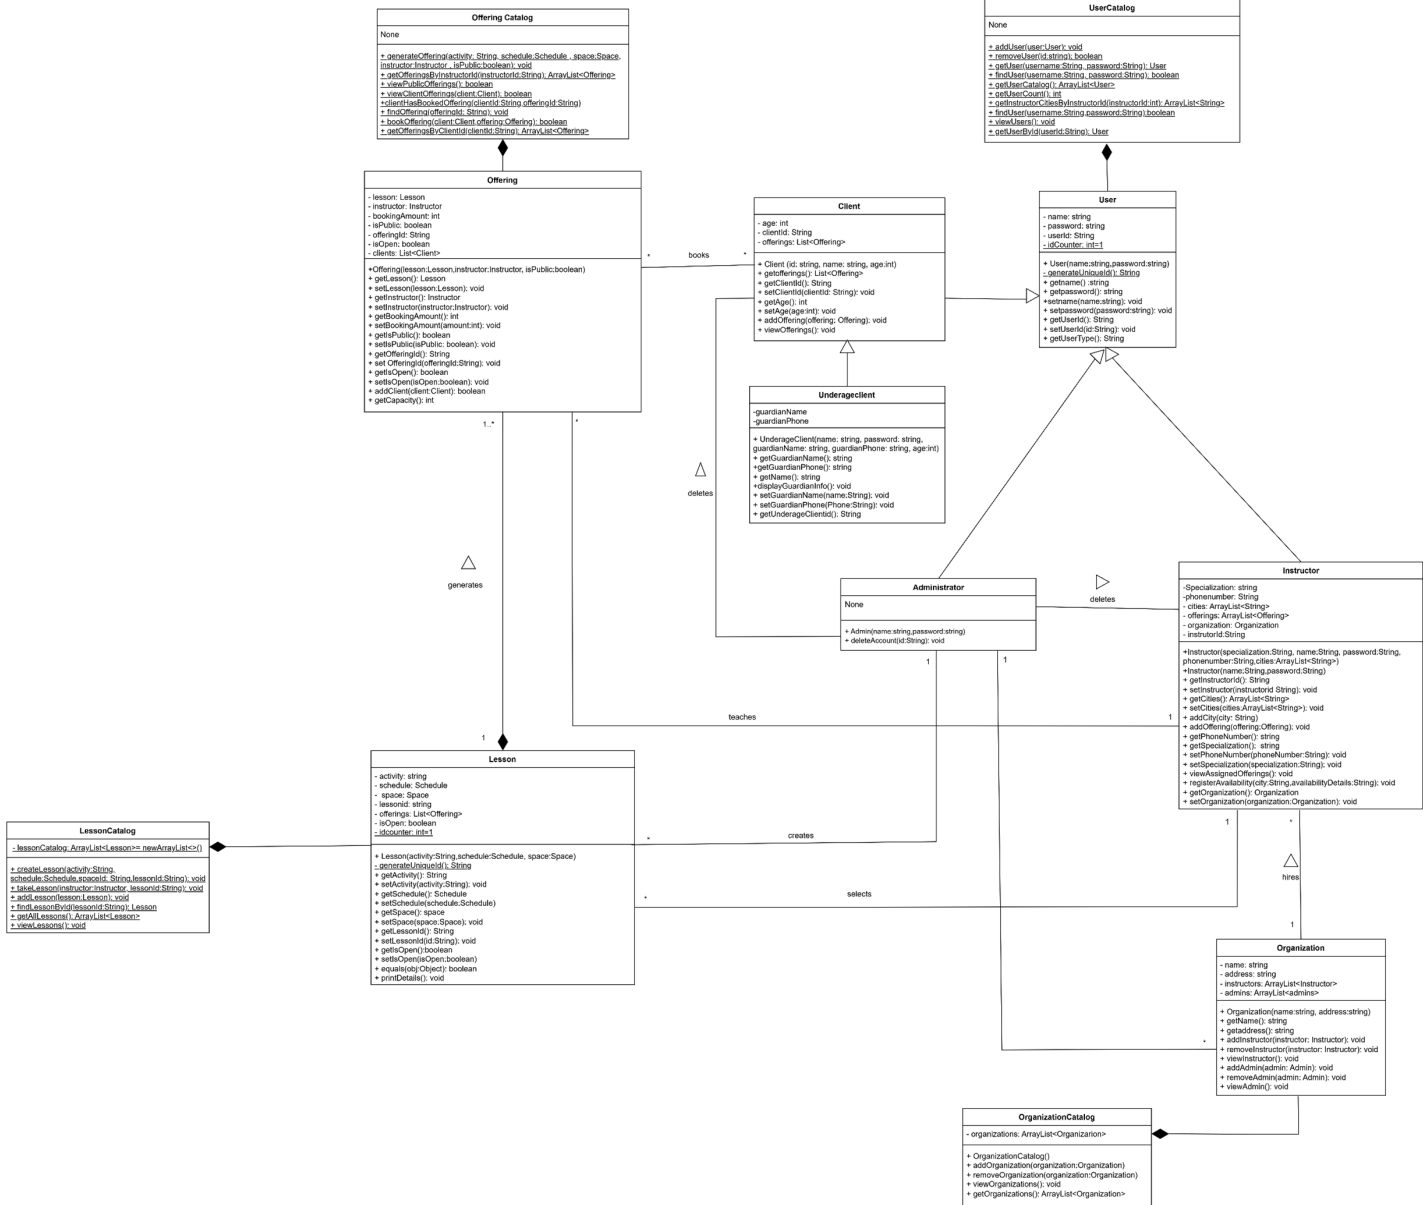 Offering Catalog
None
+ generateOffering(activity: String, schedule:Schedule , space:Space,
instructor:Instructor , isPublic:boolean): void
+ getOfferingsByInstructorId(instructorId:String): ArrayList<Offering>
+ viewPublicOfferings(): boolean
+ viewClientOfferings(client:Client): boolean
+clientHasBookedOffering(clientId:String,offeringId:String)
+ findOffering(offeringId: String): void
+ bookOffering(client:Client,offering:Offering): boolean
+ getOfferingsByClientId(clientId:String): ArrayList<Offering>
UserCatalog
None
+ addUser(user:User): void
+ removeUser(id:string): boolean
+ getUser(username:String, password:String): User
+ findUser(username:String, password:String): boolean
+ getUserCatalog(): ArrayList<User>
+ getUserCount(): int
+ getInstructorCitiesByInstructorId(instructorId:int): ArrayList<String>
+ findUser(username:String,password:String):boolean
+ viewUsers(): void
+ getUserById(userId:String): User
Offering
- lesson: Lesson
- instructor: Instructor
- bookingAmount: int
- isPublic: boolean
- offeringId: String
- isOpen: boolean
- clients: List<Client>
+Offering(lesson:Lesson,instructor:Instructor, isPublic:boolean)
+ getLesson(): Lesson
+ setLesson(lesson:Lesson): void
+ getInstructor(): Instructor
+ setInstructor(instructor:Instructor): void
+ getBookingAmount(): int
+ setBookingAmount(amount:int): void
+ getIsPublic(): boolean
+ setIsPublic(isPublic: boolean): void
+ getOfferingId(): String
+ set OfferingId(offeringId:String): void
+ getIsOpen(): boolean
+ setIsOpen(isOpen:boolean): void
+ addClient(client:Client): boolean
+ getCapacity(): int
*
books
*
Client
- age: int
- clientId: String
- offerings: List<Offering>
+ Client (id: string, name: string, age:int)
+ getofferings(): List<Offering>
+ getClientId(): String
+ setClientId(clientId: String): void
+ getAge(): int
+ setAge(age:int): void
+ addOffering(offering: Offering): void
+ viewOfferings(): void
User
- name: string
- password: string
- userId: String
- idCounter: int=1
+ User(name:string,password:string)
- generateUniqueId(): String
+ getname() :string
+ getpassword(): string
+setname(name:string): void
+ setpassword(password:string): void
+ getUserId(): String
+ setUserId(id:String): void
+ getUserType(): String
Underageclient
-guardianName
-guardianPhone
+ UnderageClient(name: string, password: string,
guardianName: string, guardianPhone: string, age:int)
+ getGuardianName(): string
+getGuardianPhone(): string
+ getName(): string
+displayGuardianInfo(): void
+ setGuardianName(name:String): void
+ setGuardianPhone(Phone:String): void
+ getUnderageClientid(): String
1..*
*
deletes
generates
Administrator
None
+ Admin(name:string,password:string)
+ deleteAccount(id:String): void
deletes
1
1
Instructor
-Specialization: string
-phonenumber: String
- cities: ArrayList<String>
- offerings: ArrayList<Offering>
- organization: Organization
- instrutorId:String
+Instructor(specialization:String, name:String, password:String,
phonenumber:String,cities:ArrayList<String>)
+Instructor(name:String,password:String)
+ getInstructorId(): String
+ setInstructor(instructorid String): void
+ getCities(): ArrayList<String>
+ setCities(cities:ArrayList<String>): void
+ addCity(city: String)
+ addOffering(offering:Offering): void
+ getPhoneNumber(): string
+ getSpecialization(): string
+ setPhoneNumber(phoneNumber:String): void
+ setSpecialization(specialization:String): void
+ viewAssignedOfferings(): void
+ registerAvailability(city:String,availabilityDetails:String): void
+ getOrganization(): Organization
+ setOrganization(organization:Organization): void
teaches
1
1
Lesson
- activity: string
- schedule: Schedule
- space: Space
- lessonid: string
- offerings: List<Offering>
- isOpen: boolean
- idcounter: int=1
+ Lesson(activity:String,schedule:Schedule, space:Space)
- generateUniqueId(): String
+ getActivity(): String
+ setActivity(activity:String): void
+ getSchedule(): Schedule
+ setSchedule(schedule:Schedule)
+ getSpace(): space
+ setSpace(space:Space): void
+ getLessonId(): String
+ setLessonId(id:String): void
+ getIsOpen():boolean
+ setIsOpen(isOpen:boolean)
+ equals(obj:Object): boolean
+ printDetails(): void
LessonCatalog
- lessonCatalog: ArrayList<Lesson>= newArrayList<>()
+ createLesson(activity:String,
schedule:Schedule,spaceId: String,lessonId:String): void
+ takeLesson(instructor:Instructor, lessonId:String): void
+ addLesson(lesson:Lesson): void
+ findLessonById(lessonId:String): Lesson
+ getAllLessons(): ArrayList<Lesson>
+ viewLessons(): void
*
creates
*
selects
1
*
hires
1
Organization
- name: string
- address: string
- instructors: ArrayList<Instructor>
- admins: ArrayList<admins>
+ Organization(name:string, address:string)
+ getName(): string
+ getaddress(): string
+ addInstructor(instructor: Instructor): void
+ removeInstructor(instructor: Instructor): void
+ viewInstructor(): void
+ addAdmin(admin: Admin): void
+ removeAdmin(admin: Admin): void
+ viewAdmin(): void
*
OrganizationCatalog
- organizations: ArrayList<Organizarion>
+ OrganizationCatalog()
+ addOrganization(organization:Organization)
+ removeOrganization(organization:Organization)
+ viewOrganizations(): void
+ getOrganizations(): ArrayList<Organization>